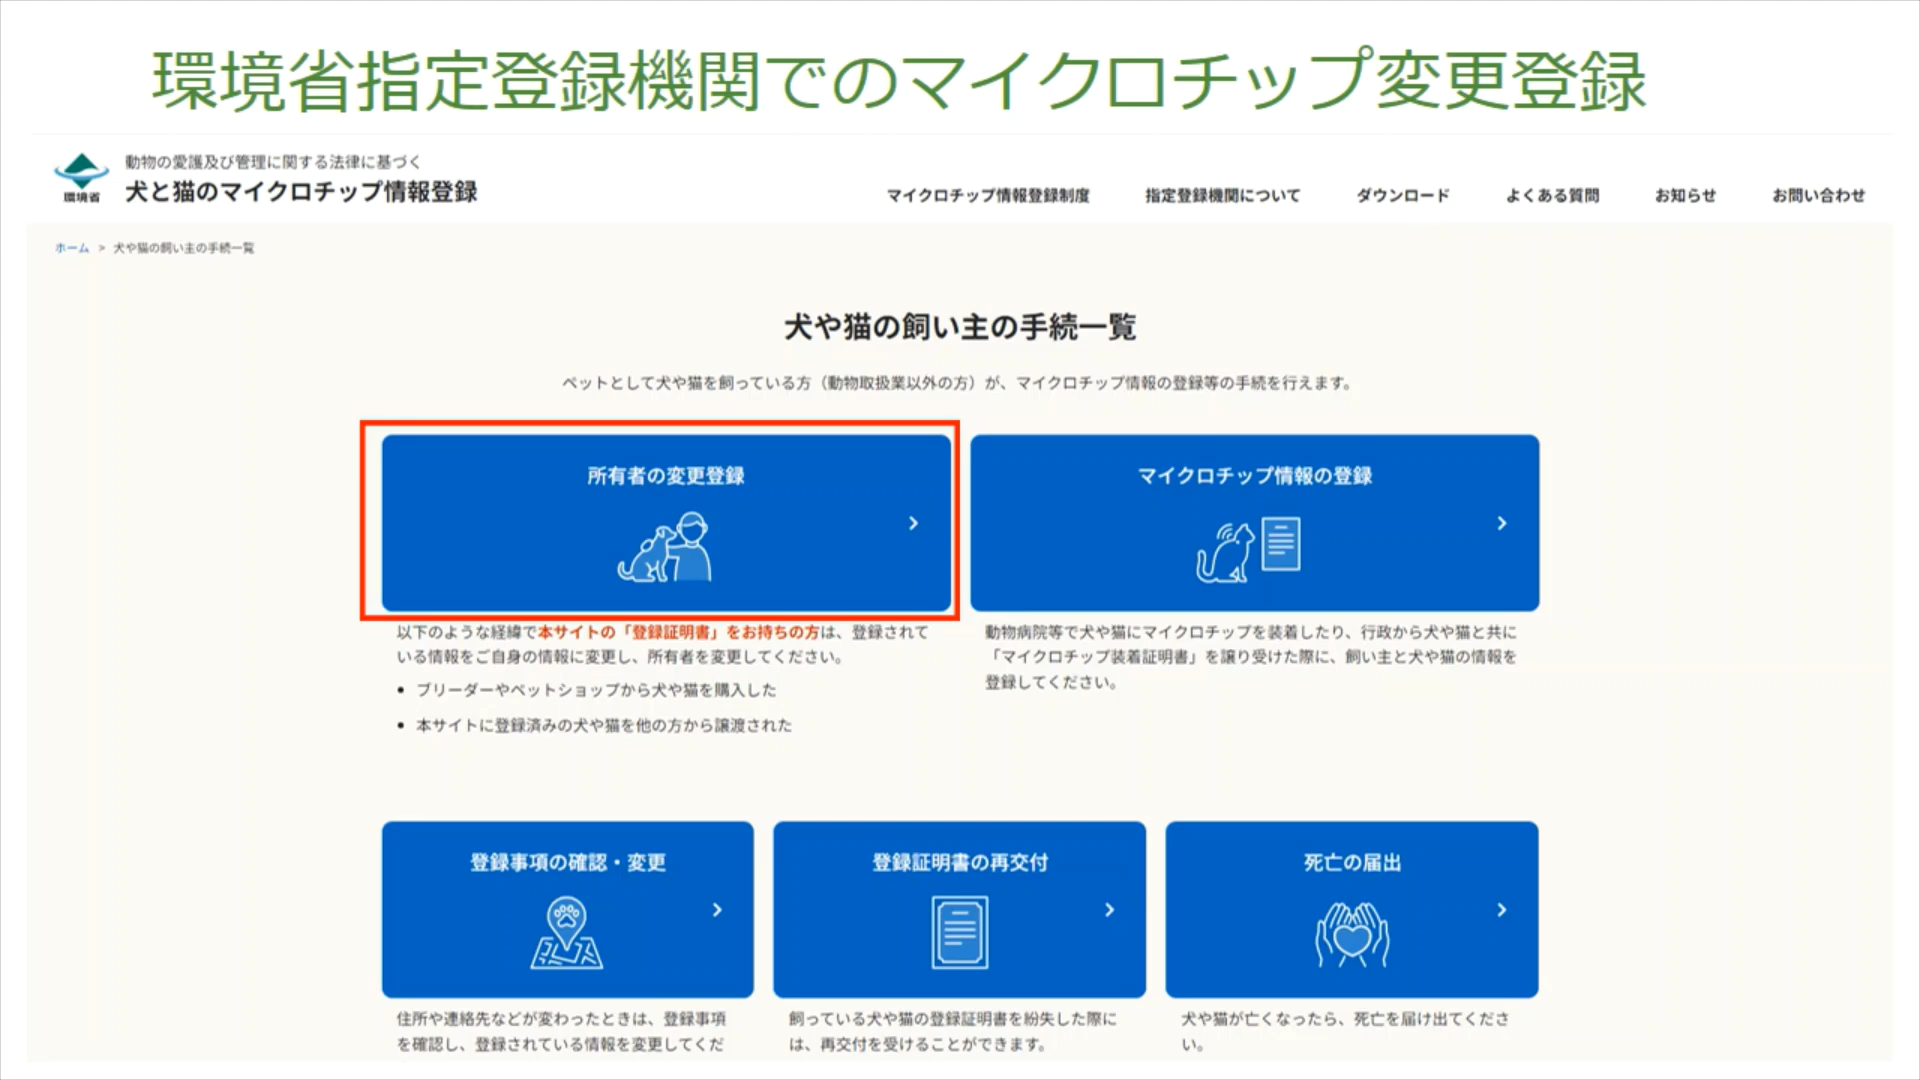 環境省指定登録機関でのマイクロチップ変更登録
動物の愛護及び管理に関する法律に基づく
環境省
犬と猫のマイクロチップ情報登録
マイクロチップ情報登録制度
指定登録機関について
ダウンロード
よくある質問
お知らせ
お問い合わせ
ホーム > 犬や猫の飼い主の手続一覧
犬や猫の飼い主の手続一覧
ペットとして犬や猫を飼っている方（動物取扱業以外の方）が、マイクロチップ情報の登録等の手続を行えます。
所有者の変更登録
以下のような経緯で本サイトの「登録証明書」をお持ちの方は、登録されて
いる情報をご自身の情報に変更し、所有者を変更してください。
• ブリーダーやペットショップから犬や猫を購入した
• 本サイトに登録済みの犬や猫を他の方から譲渡された
マイクロチップ情報の登録
動物病院等で犬や猫にマイクロチップを装着したり、行政から犬や猫と共に
「マイクロチップ装着証明書」を譲り受けた際に、飼い主と犬や猫の情報を
登録してください。
登録事項の確認・変更
住所や連絡先などが変わったときは、登録事項
を確認し、登録されている情報を変更してくだ
登録証明書の再交付
飼っている犬や猫の登録証明書を紛失した際に
は、再交付を受けることができます。
死亡の届出
犬や猫が亡くなったら、死亡を届け出てくださ
い。